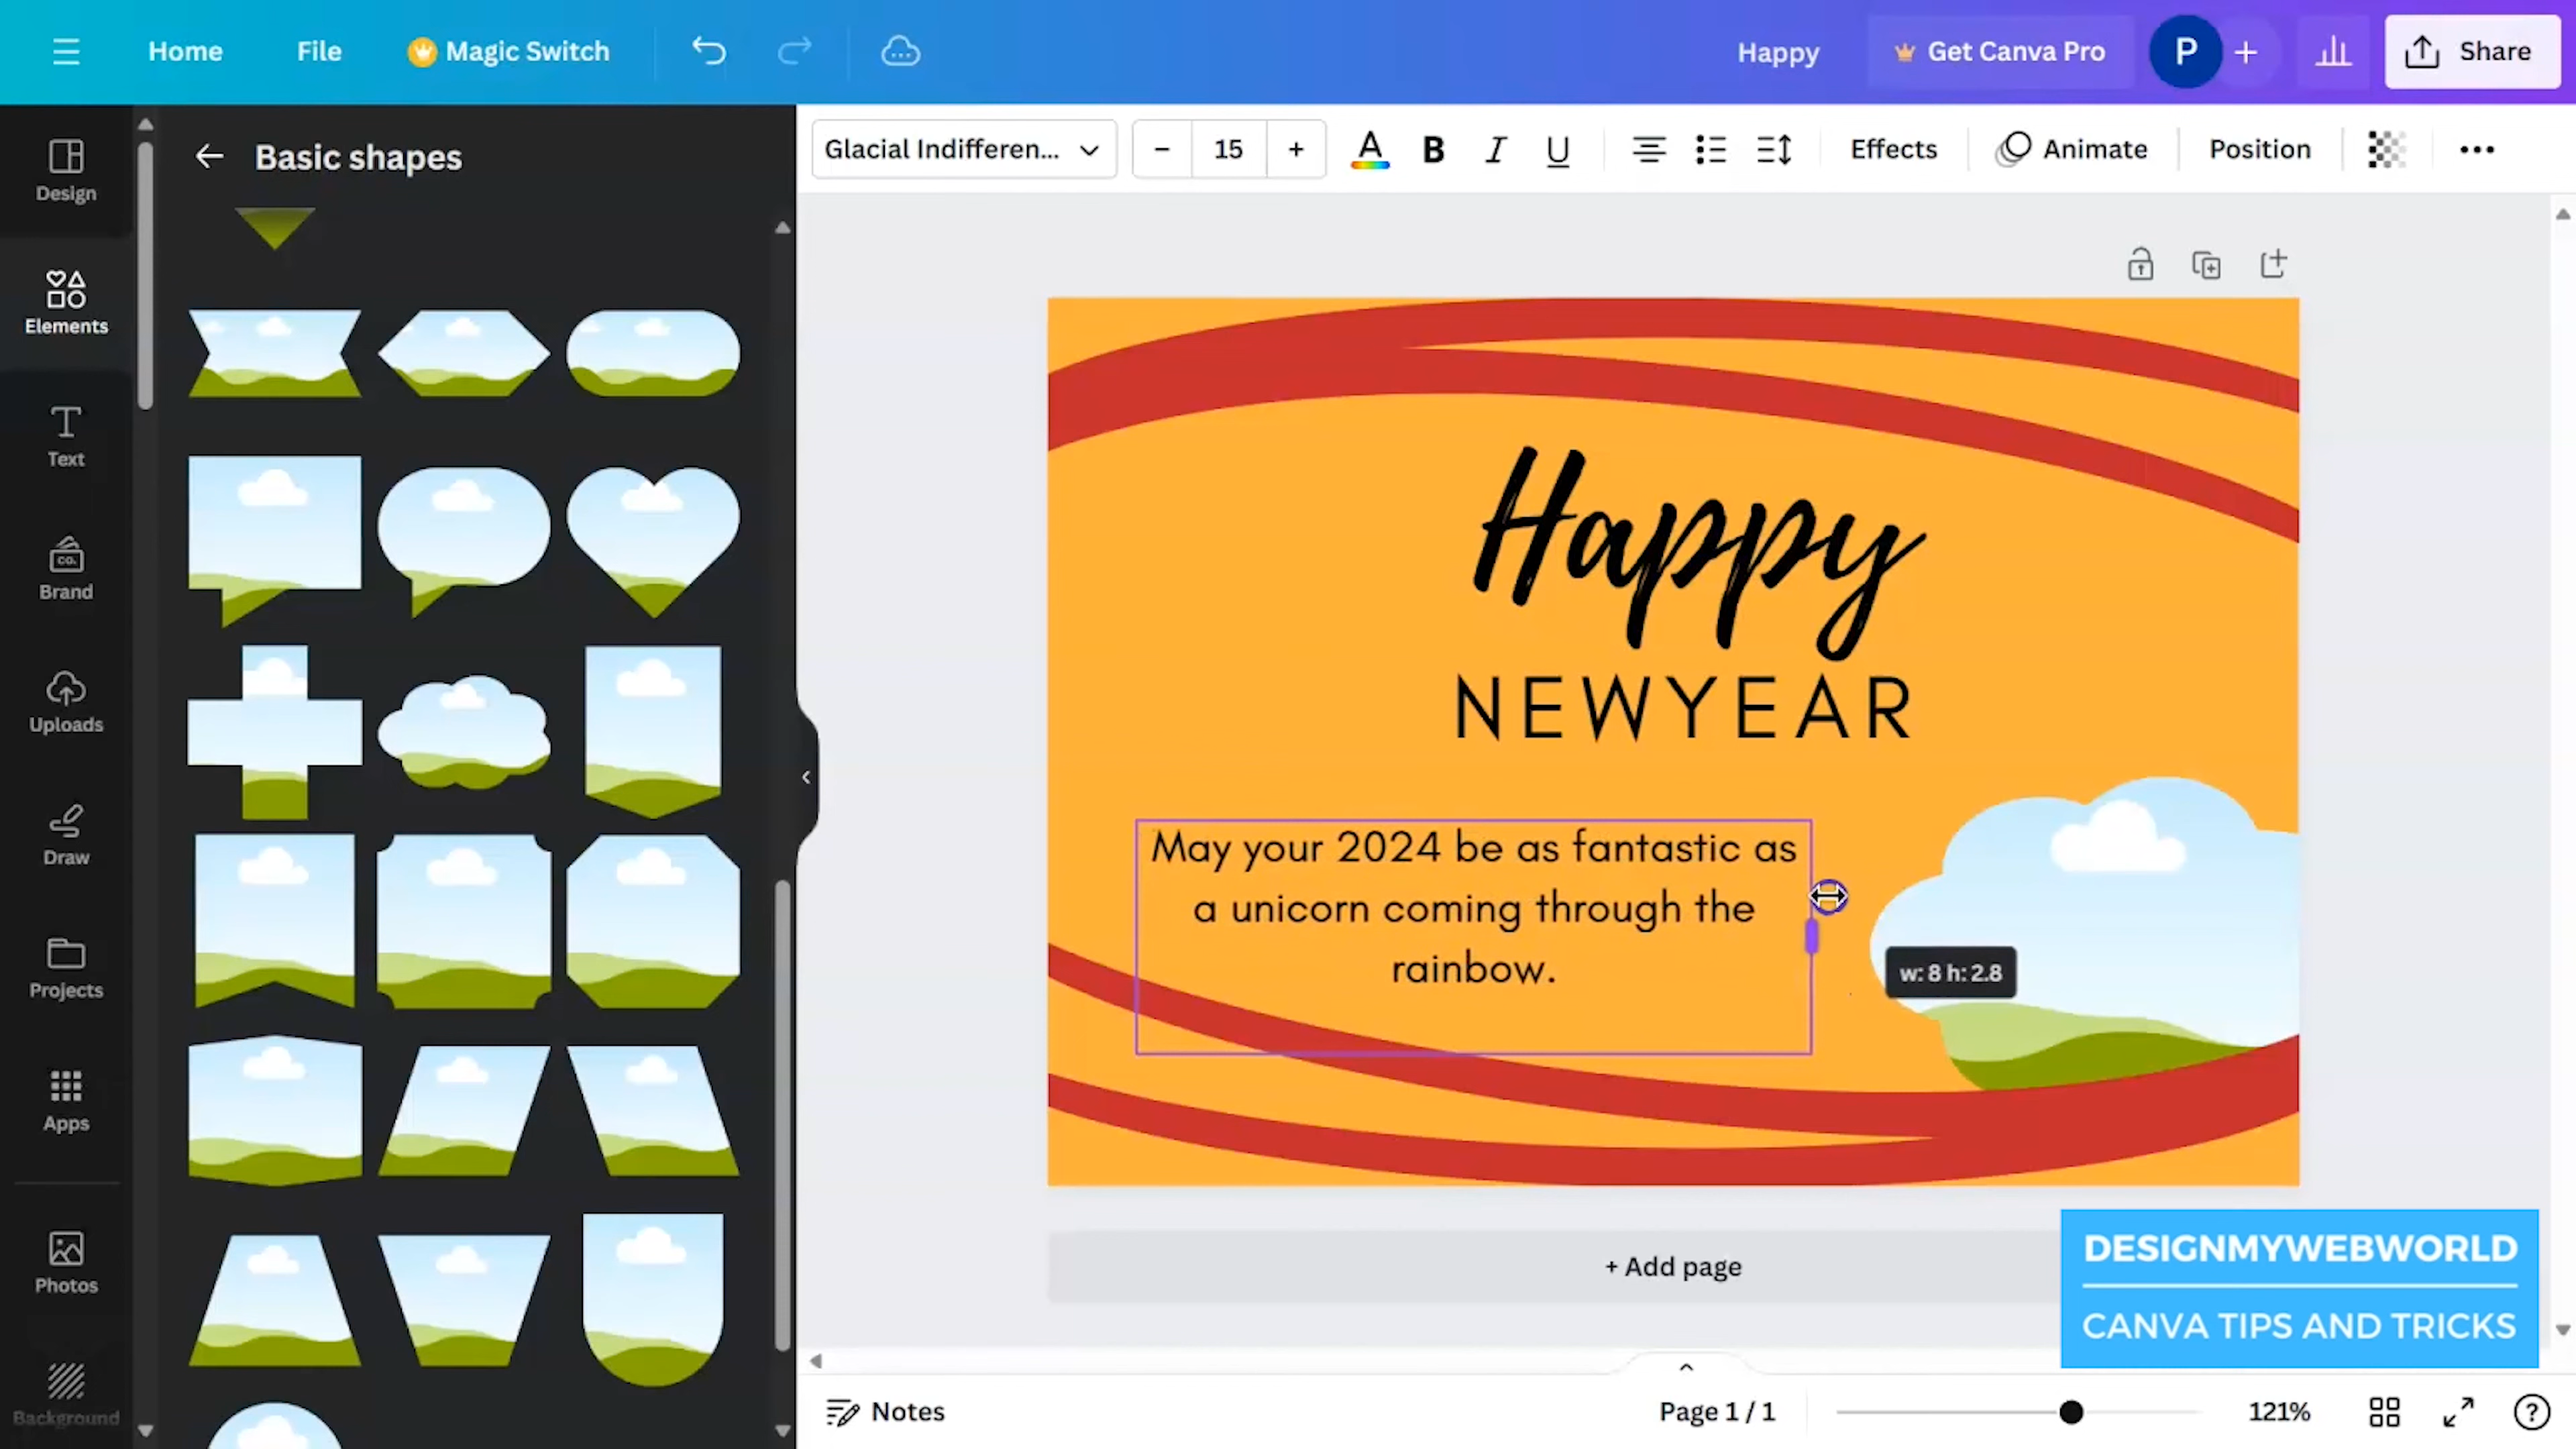 Home File Magic Switch Happy Get Canva Pro P + Share
Design
Elements
Text
CO.
Brand
Uploads
Draw
Projects
Apps
Photos
Background
Basic shapes
Glacial Indifferen... − 15 + A B I U Effects Animate Position ...
Happy
NEWYEAR
May your 2024 be as fantastic as
a unicorn coming through the
rainbow.
w: 8 h: 2.8
+ Add page
DESIGNMYWEBWORLD
CANVA TIPS AND TRICKS
Notes Page 1 / 1 121% ?